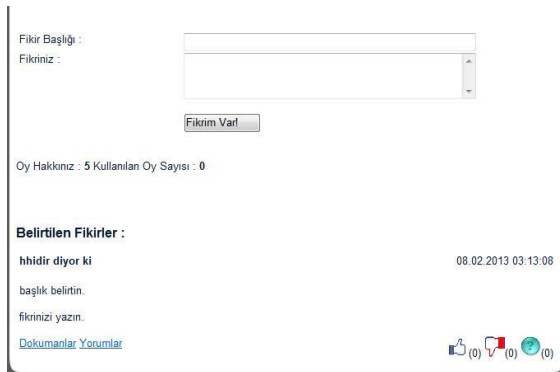 Fikir Başlığı :
Fikriniz :
Fikrim Var!
Oy Hakkınız : 5 Kullanılan Oy Sayısı : 0
Belirtilen Fikirler :
hhidir diyor ki 08.02.2013 03:13:08
başlık belirtin.
fikrinizi yazın.
Dokumanlar Yorumlar (0) (0) ? (0)